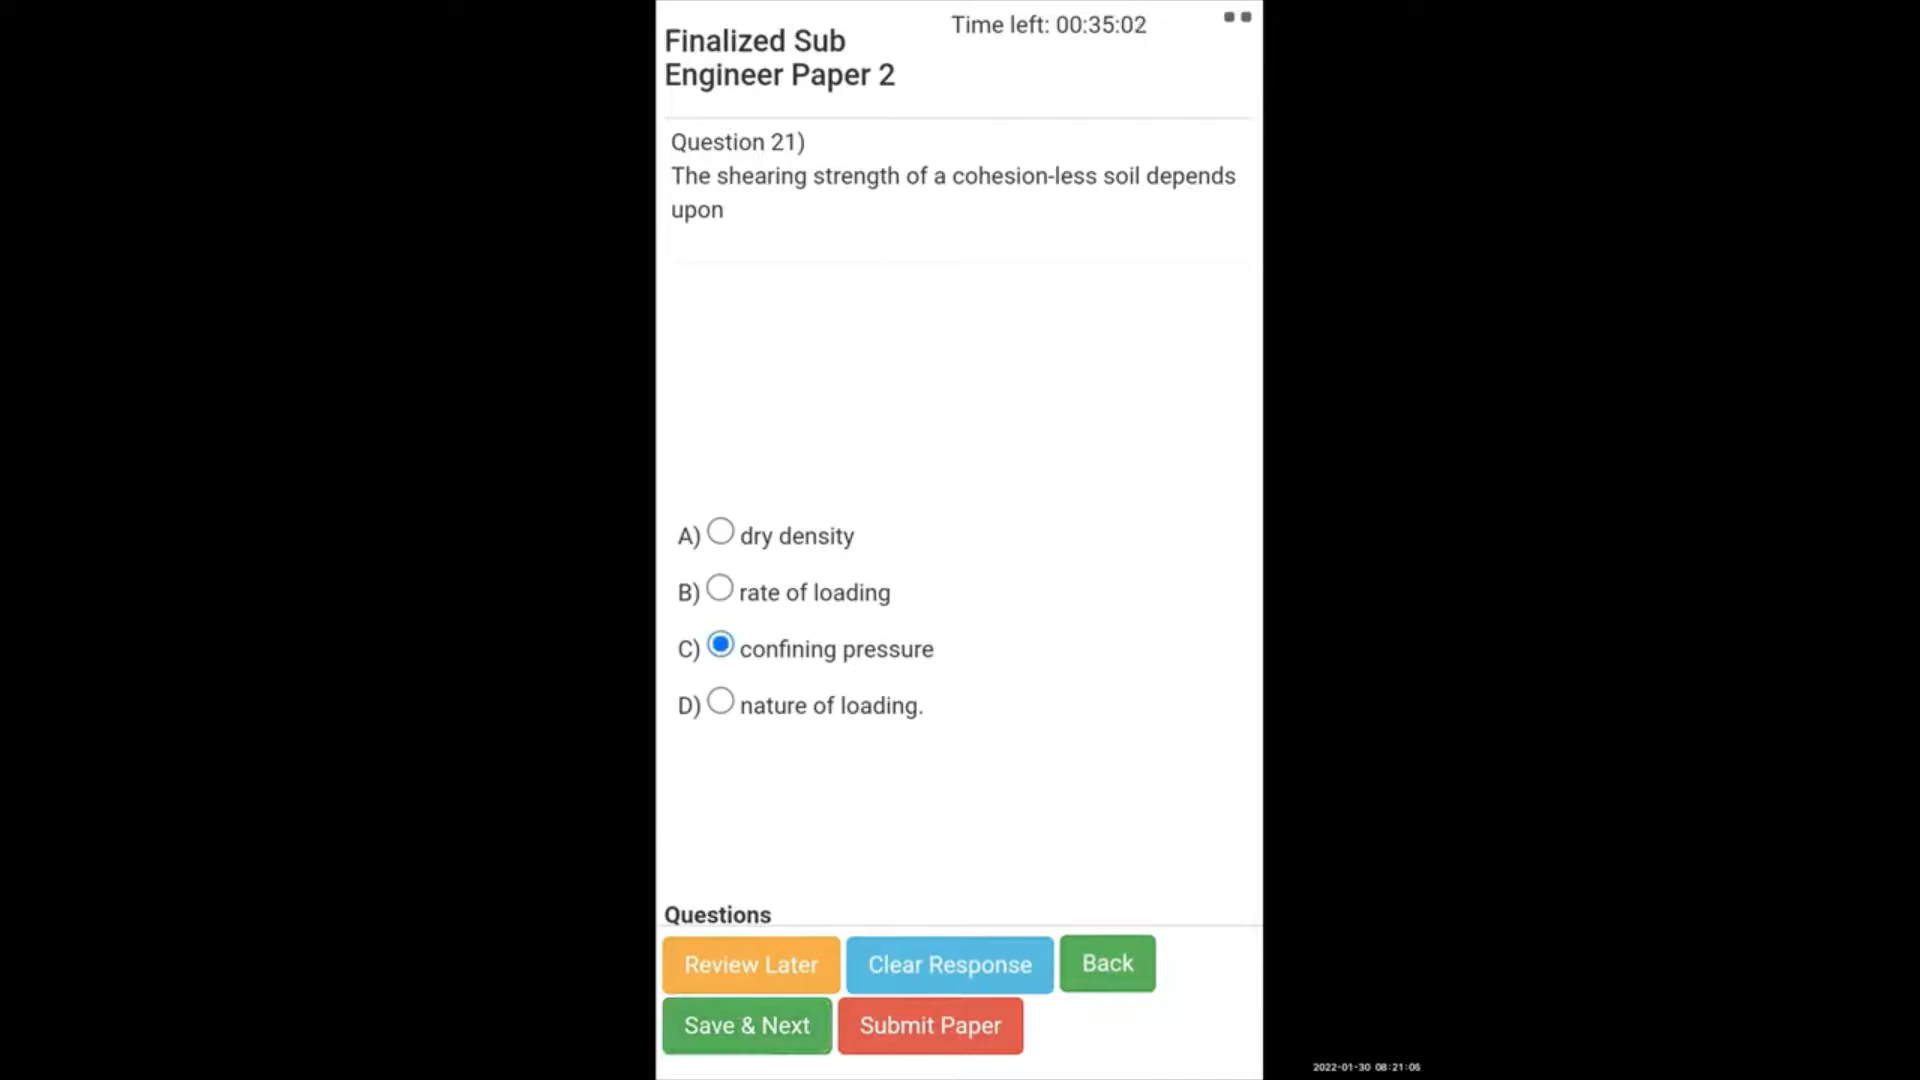 Time left: 00:35:02
Finalized Sub
Engineer Paper 2
Question 21)
The shearing strength of a cohesion-less soil depends
upon
A) dry density
B) rate of loading
C) confining pressure
D) nature of loading.
Questions
Review Later Clear Response Back
Save & Next Submit Paper
2022-01-30 08:21:05